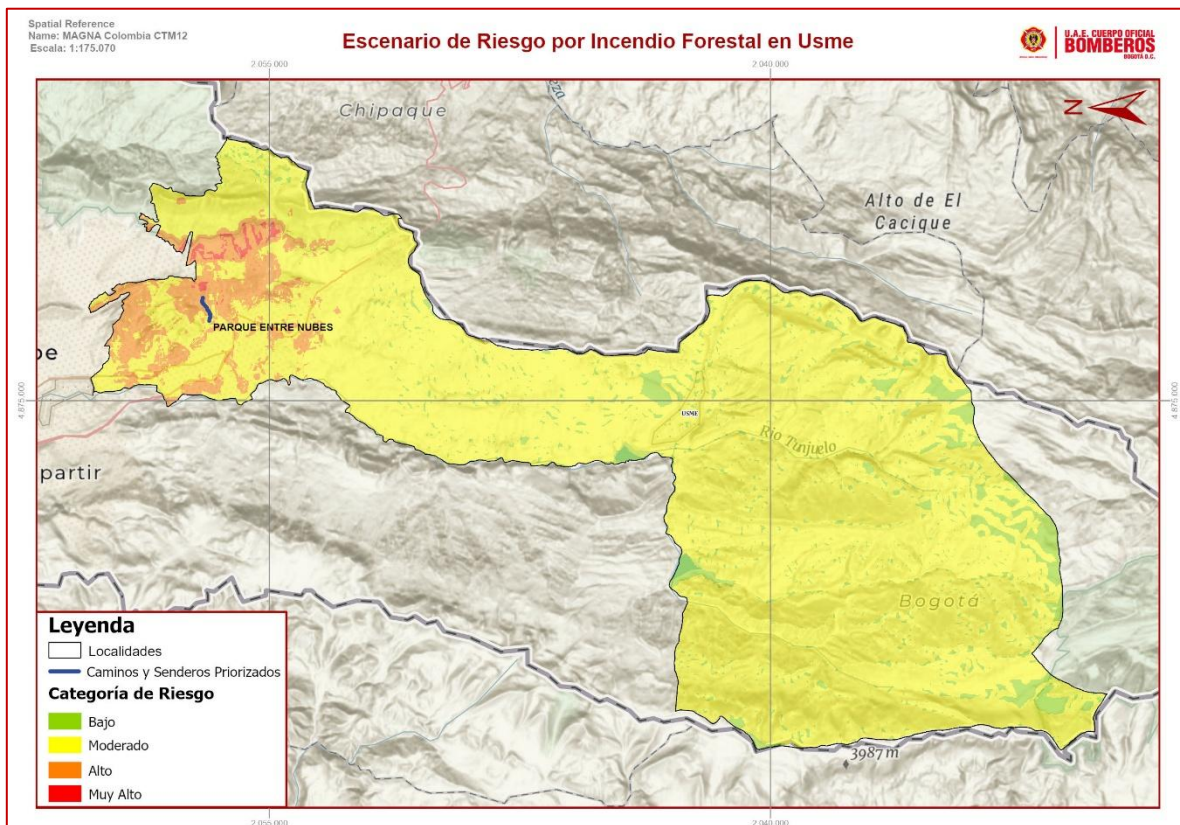 Spatial Reference
Name: MAGNA Colombia CTM12
Escala: 1:175.070
Escenario de Riesgo por Incendio Forestal en Usme
U.A.E. CUERPO OFICIAL
BOMBEROS
BOGOTÁ D.C.
2.055.000
2.040.000
Chipaque
N
Alto de El
Cacique
PARQUE ENTRE NUBES
be
4.875.000
4.875.000
USME
Río Tunjuelo
partir
Bogotá
Leyenda
Localidades
Caminos y Senderos Priorizados
Categoría de Riesgo
Bajo
Moderado
Alto
Muy Alto
3987 m
2.055.000
2.040.000